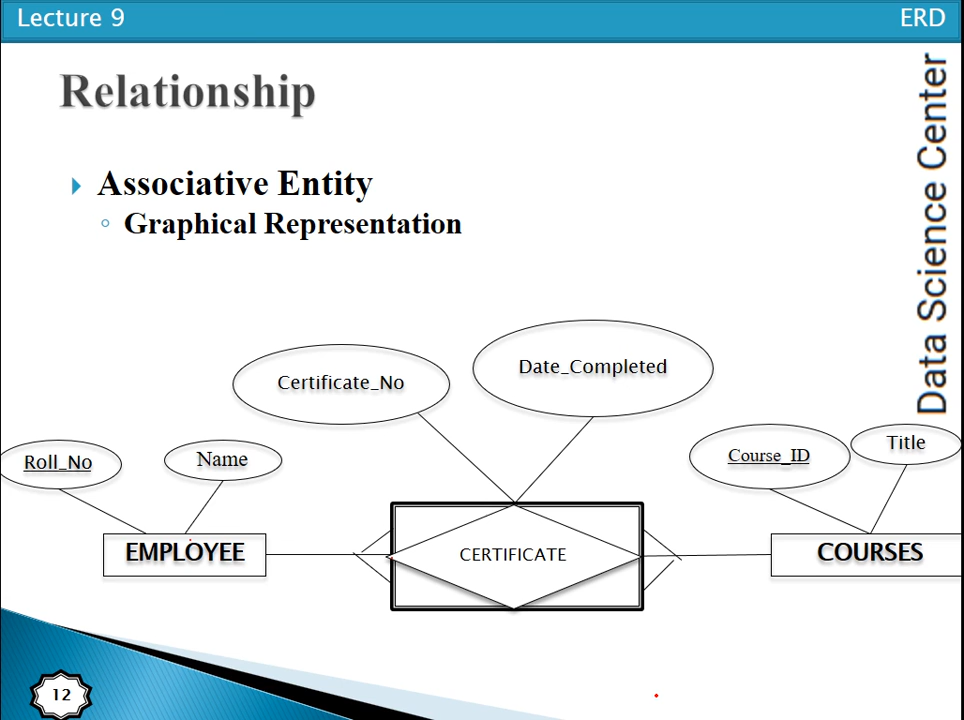 Lecture 9
ERD
Relationship
Data Science Center
Associative Entity
Graphical Representation
Date_Completed
Certificate_No
Title
Course_ID
Name
Roll_No
EMPLOYEE
CERTIFICATE
COURSES
12